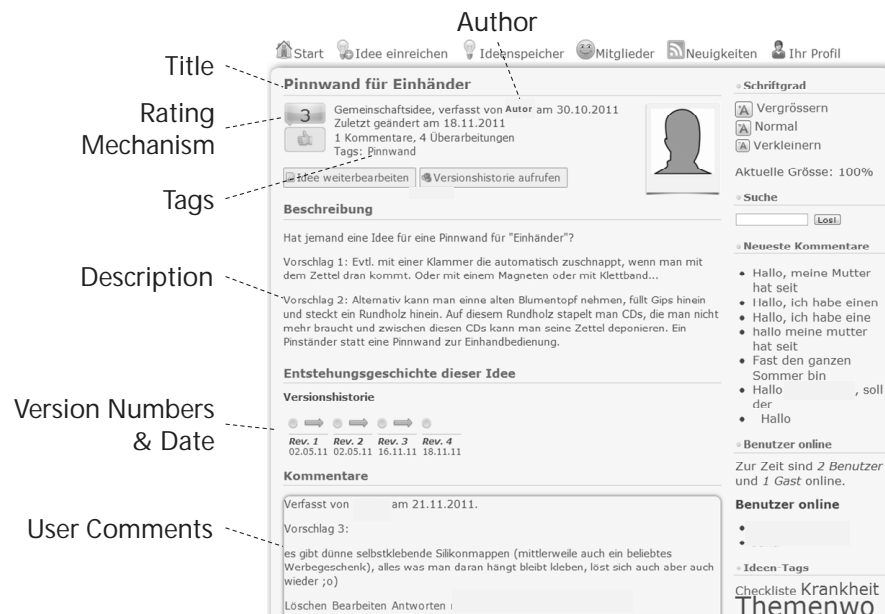 Author
Start Idee einreichen Ideenspeicher Mitglieder Neuigkeiten Ihr Profil
Title
Rating
Mechanism
Tags
Description
Version Numbers
& Date
User Comments
Pinnwand für Einhänder
3
Gemeinschaftsidee, verfasst von Autor am 30.10.2011
Zuletzt geändert am 18.11.2011
1 Kommentare, 4 Überarbeitungen
Tags: Pinnwand
Idee weiterbearbeiten Versionshistorie aufrufen
Beschreibung
Hat jemand eine Idee für eine Pinnwand für "Einhänder"?
Vorschlag 1: Evtl. mit einer Klammer die automatisch zuschnappt, wenn man mit
dem Zettel dran kommt. Oder mit einem Magneten oder mit Klettband...
Vorschlag 2: Alternativ kann man einne alten Blumentopf nehmen, füllt Gips hinein
und steckt ein Rundholz hinein. Auf diesem Rundholz stapelt man CDs, die man nicht
mehr braucht und zwischen diesen CDs kann man seine Zettel deponieren. Ein
Pinständer statt eine Pinnwand zur Einhandbedienung.
Entstehungsgeschichte dieser Idee
Versionshistorie
Rev. 1 Rev. 2 Rev. 3 Rev. 4
02.05.11 02.05.11 16.11.11 18.11.11
Kommentare
Verfasst von am 21.11.2011.
Vorschlag 3:
es gibt dünne selbstklebende Silikonmappen (mittlerweile auch ein beliebtes
Werbegeschenk), alles was man daran hängt bleibt kleben, löst sich auch aber auch
wieder ;o)
Löschen Bearbeiten Antworten
Schriftgrad
A Vergrössern
A Normal
A Verkleinern
Aktuelle Grösse: 100%
Suche
Los!
Neueste Kommentare
Hallo, meine Mutter
hat seit
Hallo, ich habe einen
Hallo, ich habe eine
hallo meine mutter
hat seit
Fast den ganzen
Sommer bin
Hallo , soll
der
Hallo
Benutzer online
Zur Zeit sind 2 Benutzer
und 1 Gast online.
Benutzer online
Ideen-Tags
Checkliste Krankheit
Themenwo